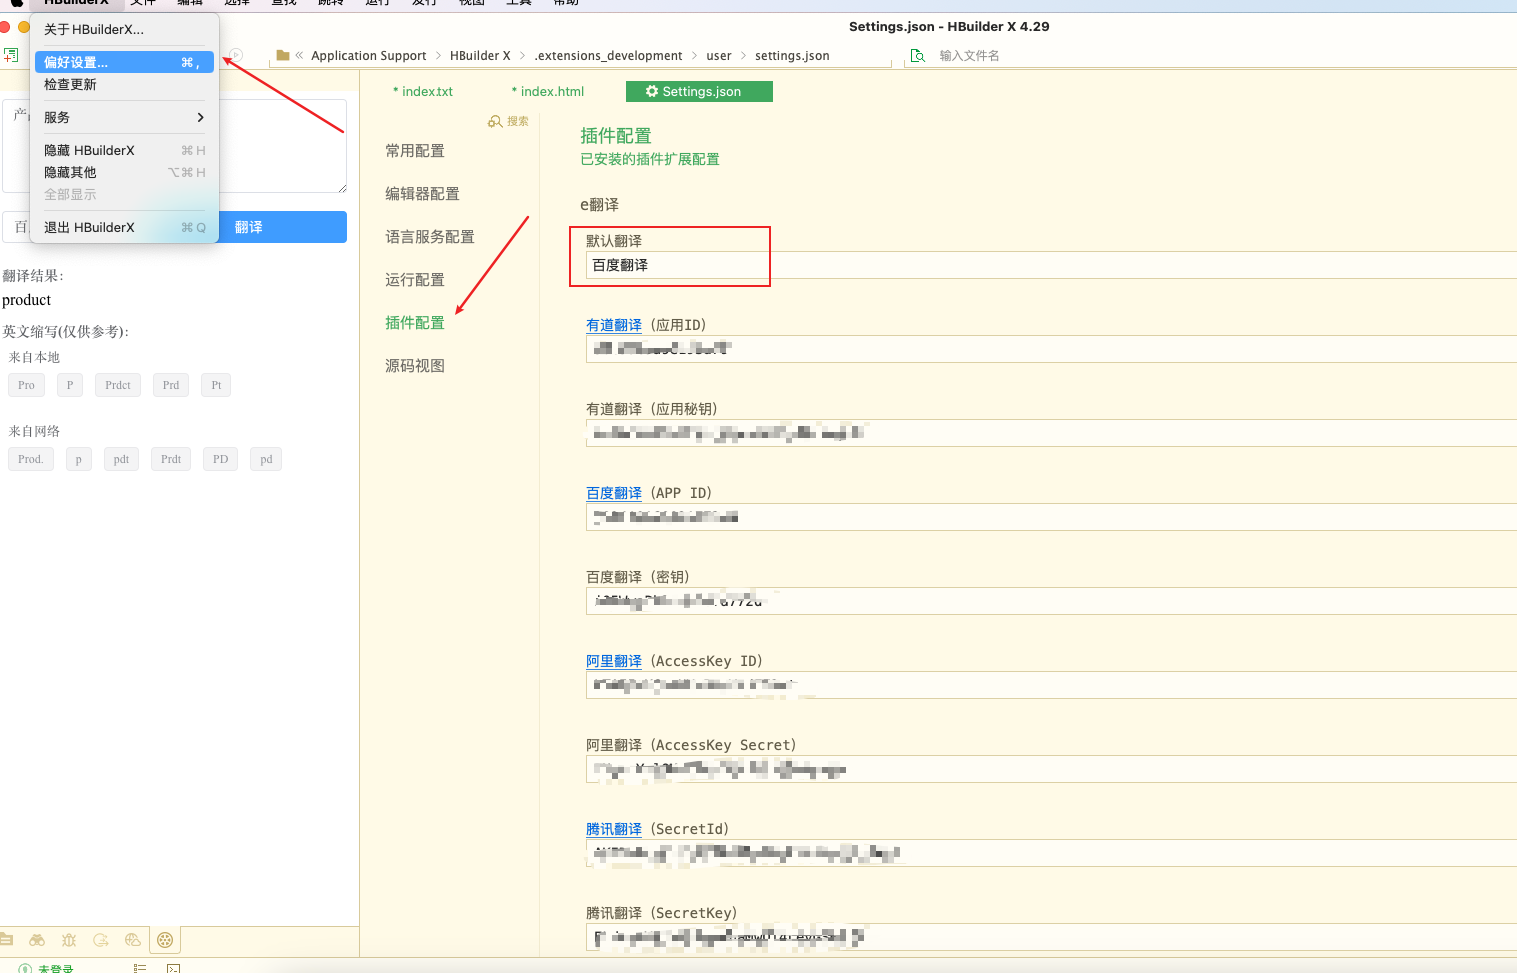 HBuilderX 文件 编辑 选择 查找 跳转 运行 发行 视图 工具 帮助
Settings.json - HBuilder X 4.29
关于 HBuilderX...
偏好设置... ⌘ ,
检查更新
服务
隐藏 HBuilderX ⌘ H
隐藏其他 ⌥ ⌘ H
全部显示
退出 HBuilderX ⌘ Q
Application Support > HBuilder X > .extensions_development > user > settings.json
输入文件名
* index.txt
* index.html
Settings.json
翻译
翻译结果：
product
英文缩写(仅供参考)：
来自本地
Pro P Prdct Prd Pt
来自网络
Prod. p pdt Prdt PD pd
未登录
搜索
常用配置
编辑器配置
语言服务配置
运行配置
插件配置
源码视图
插件配置
已安装的插件扩展配置
e翻译
默认翻译
百度翻译
有道翻译 (应用ID)
有道翻译 (应用秘钥)
百度翻译 (APP ID)
百度翻译 (密钥)
阿里翻译 (AccessKey ID)
阿里翻译 (AccessKey Secret)
腾讯翻译 (SecretId)
腾讯翻译 (SecretKey)